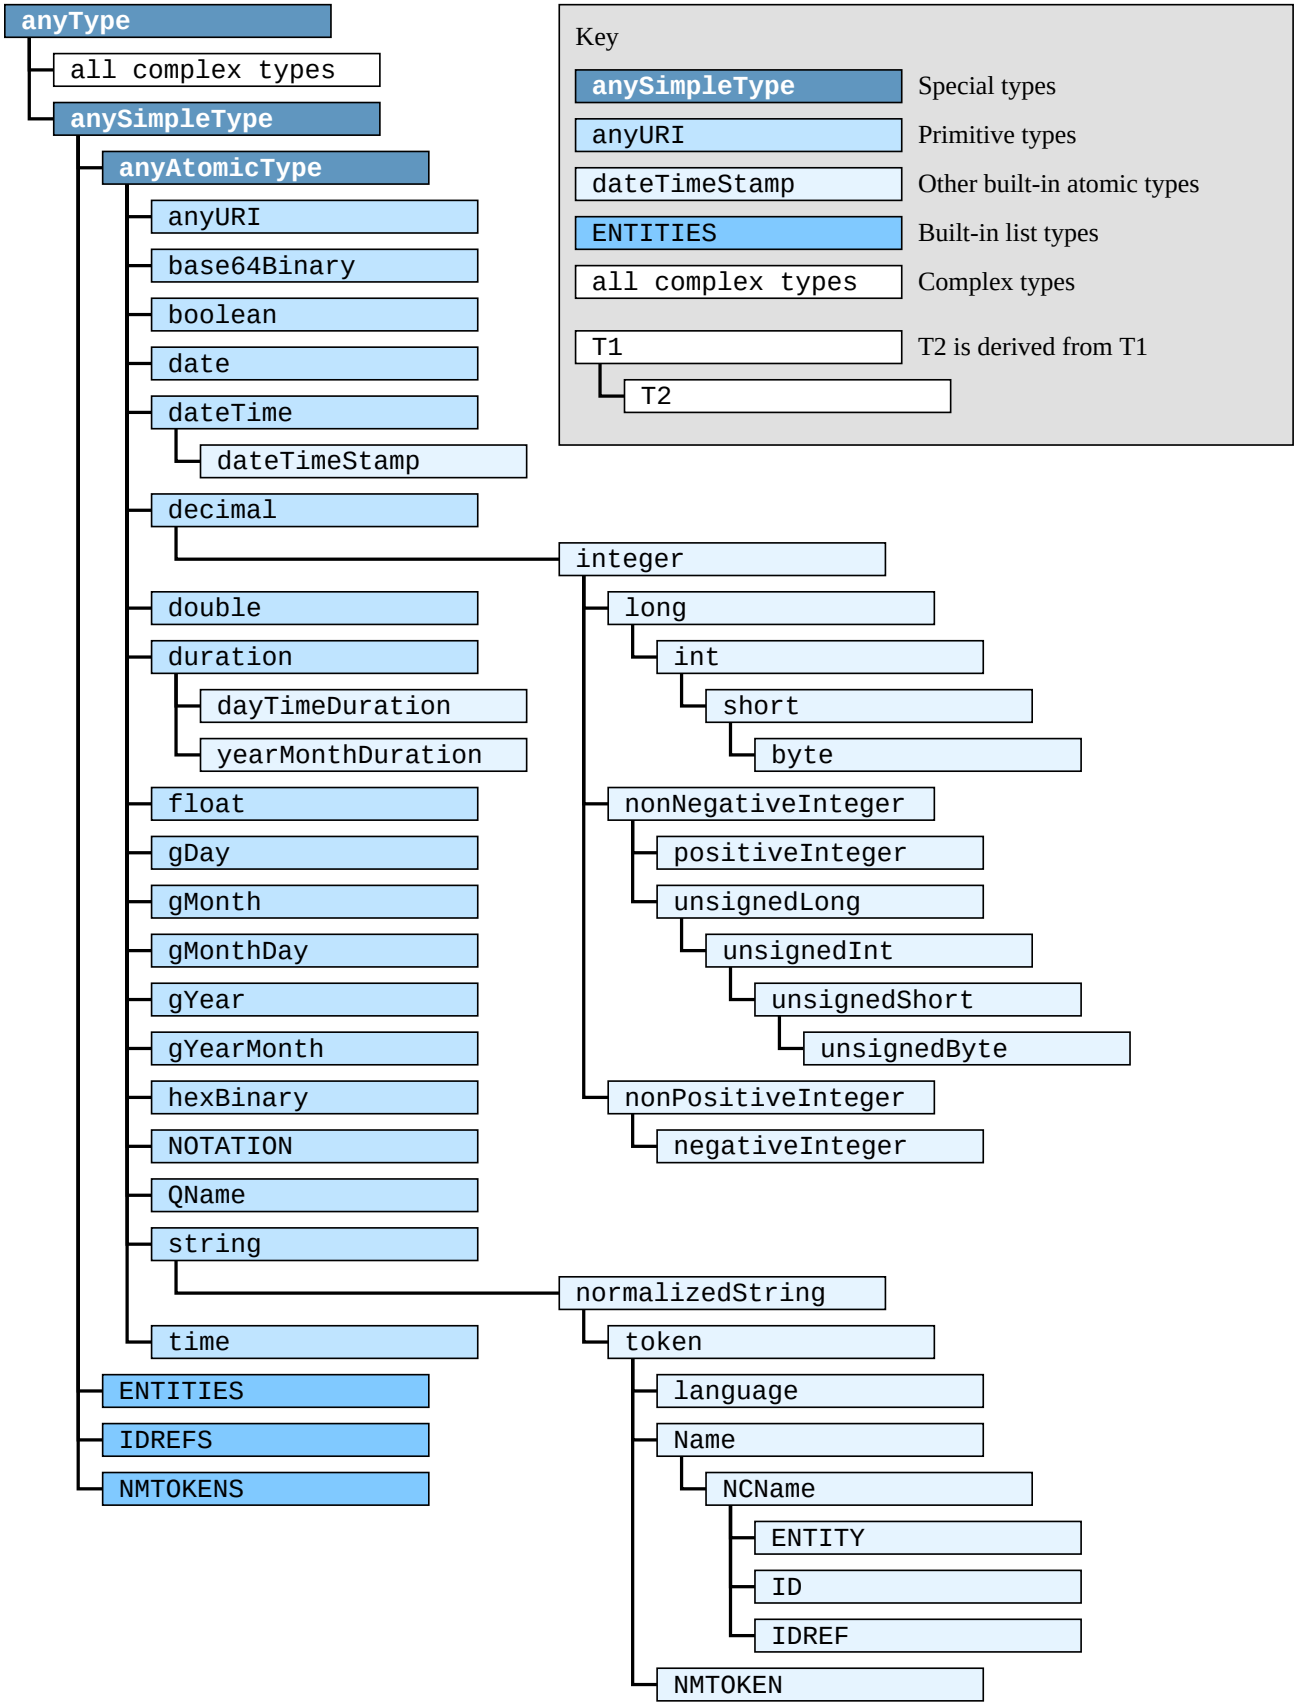 anyType
all complex types
anySimpleType
anyAtomicType
anyURI
base64Binary
boolean
date
dateTime
dateTimeStamp
decimal
integer
double
long
duration
int
dayTimeDuration
short
yearMonthDuration
byte
float
nonNegativeInteger
gDay
positiveInteger
gMonth
unsignedLong
gMonthDay
unsignedInt
gYear
unsignedShort
gYearMonth
unsignedByte
hexBinary
nonPositiveInteger
NOTATION
negativeInteger
QName
string
normalizedString
time
token
ENTITIES
language
IDREFS
Name
NMTOKENS
NCName
ENTITY
ID
IDREF
NMTOKEN
Key
anySimpleType Special types
anyURI Primitive types
dateTimeStamp Other built-in atomic types
ENTITIES Built-in list types
all complex types Complex types
T1 T2 is derived from T1
T2